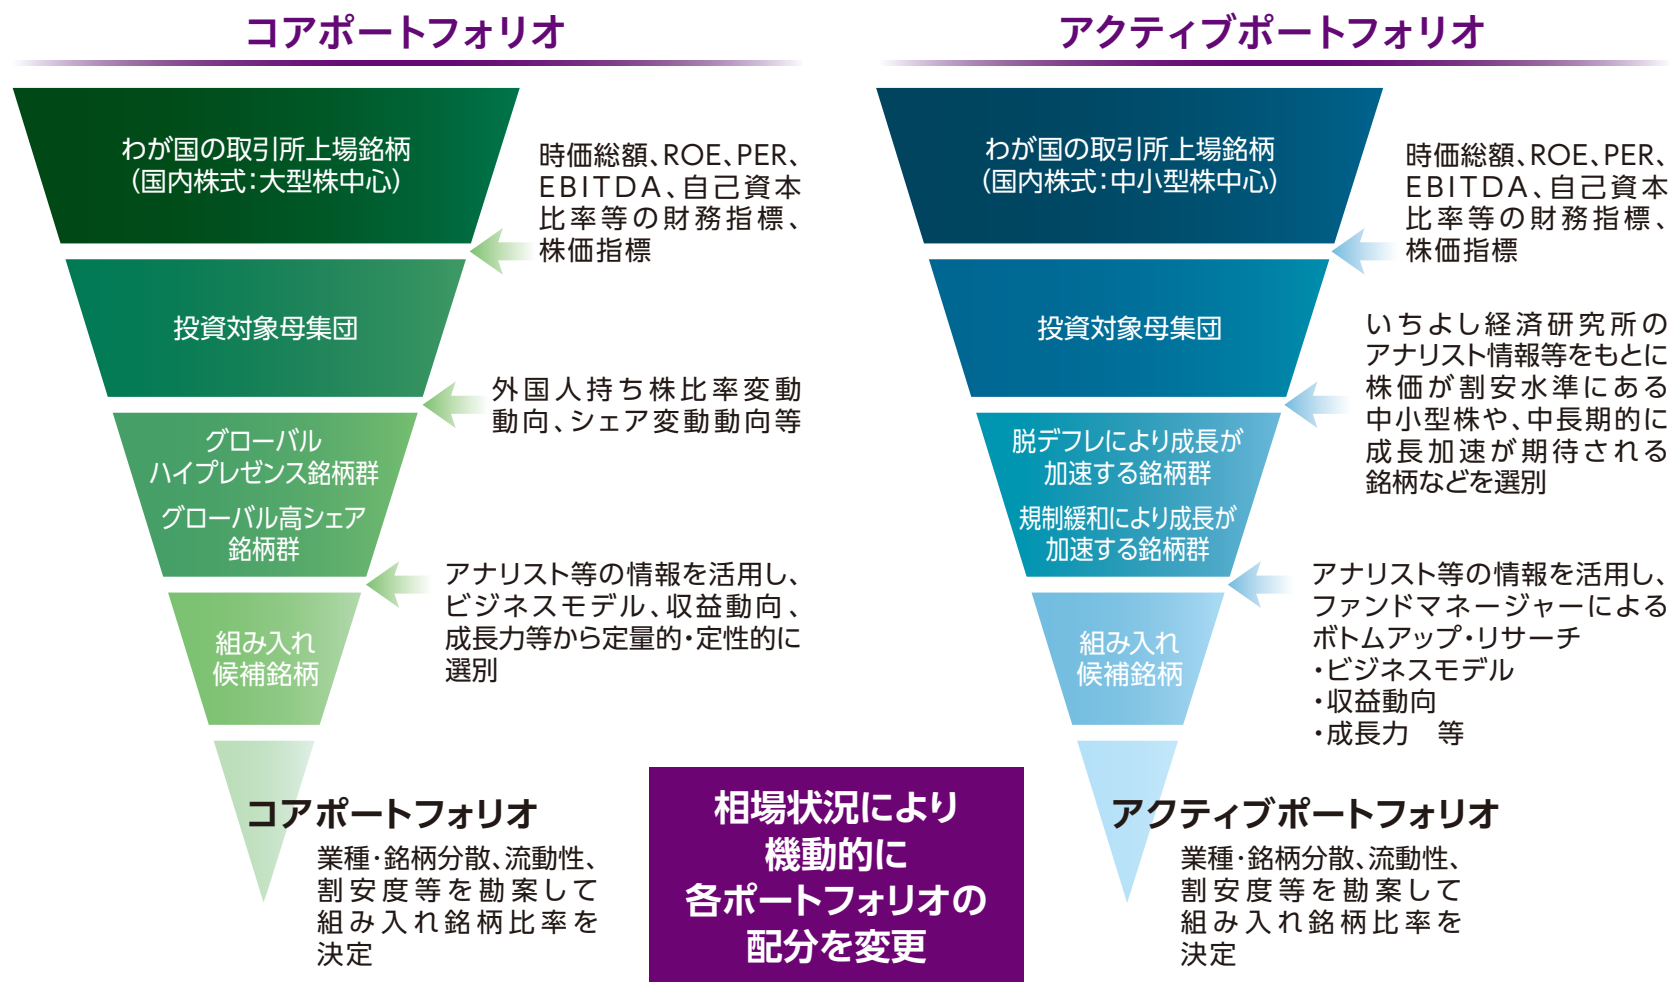 コアポートフォリオ
わが国の取引所上場銘柄
（国内株式：大型株中心）
時価総額、ROE、PER、
EBITDA、自己資本
比率等の財務指標、
株価指標
投資対象母集団
外国人持ち株比率変動
動向、シェア変動動向等
グローバル
ハイプレゼンス銘柄群
グローバル高シェア
銘柄群
アナリスト等の情報を活用し、
ビジネスモデル、収益動向、
成長力等から定量的・定性的に
選別
組み入れ
候補銘柄
コアポートフォリオ
業種・銘柄分散、流動性、
割安度等を勘案して
組み入れ銘柄比率を
決定
アクティブポートフォリオ
わが国の取引所上場銘柄
（国内株式：中小型株中心）
時価総額、ROE、PER、
EBITDA、自己資本
比率等の財務指標、
株価指標
投資対象母集団
いちよし経済研究所の
アナリスト情報等をもとに
株価が割安水準にある
中小型株や、中長期的に
成長加速が期待される
銘柄などを選別
脱デフレにより成長が
加速する銘柄群
規制緩和により成長が
加速する銘柄群
アナリスト等の情報を活用し、
ファンドマネージャーによる
ボトムアップ・リサーチ
・ビジネスモデル
・収益動向
・成長力　等
組み入れ
候補銘柄
アクティブポートフォリオ
業種・銘柄分散、流動性、
割安度等を勘案して
組み入れ銘柄比率を
決定
相場状況により
機動的に
各ポートフォリオの
配分を変更